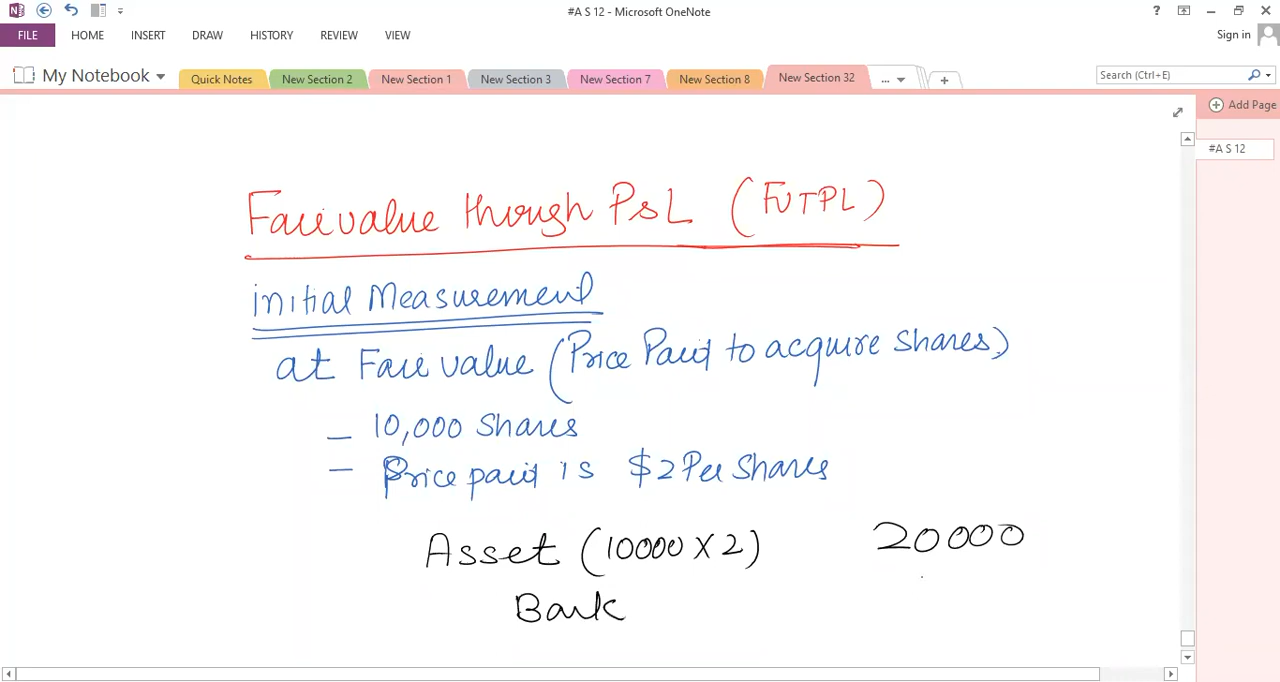 #A S 12 - Microsoft OneNote
?
Sign in
FILE HOME INSERT DRAW HISTORY REVIEW VIEW
My Notebook
Quick Notes New Section 2 New Section 1 New Section 3 New Section 7 New Section 8 New Section 32 ...
Search (Ctrl+E)
Add Page
#A S 12
Fair value through P&L (FVTPL)
initial Measurement
at Fair value (Price Paid to acquire Shares)
– 10,000 Shares
– Price paid is $2 Per Shares
Asset (10000 X 2) 20000
Bank